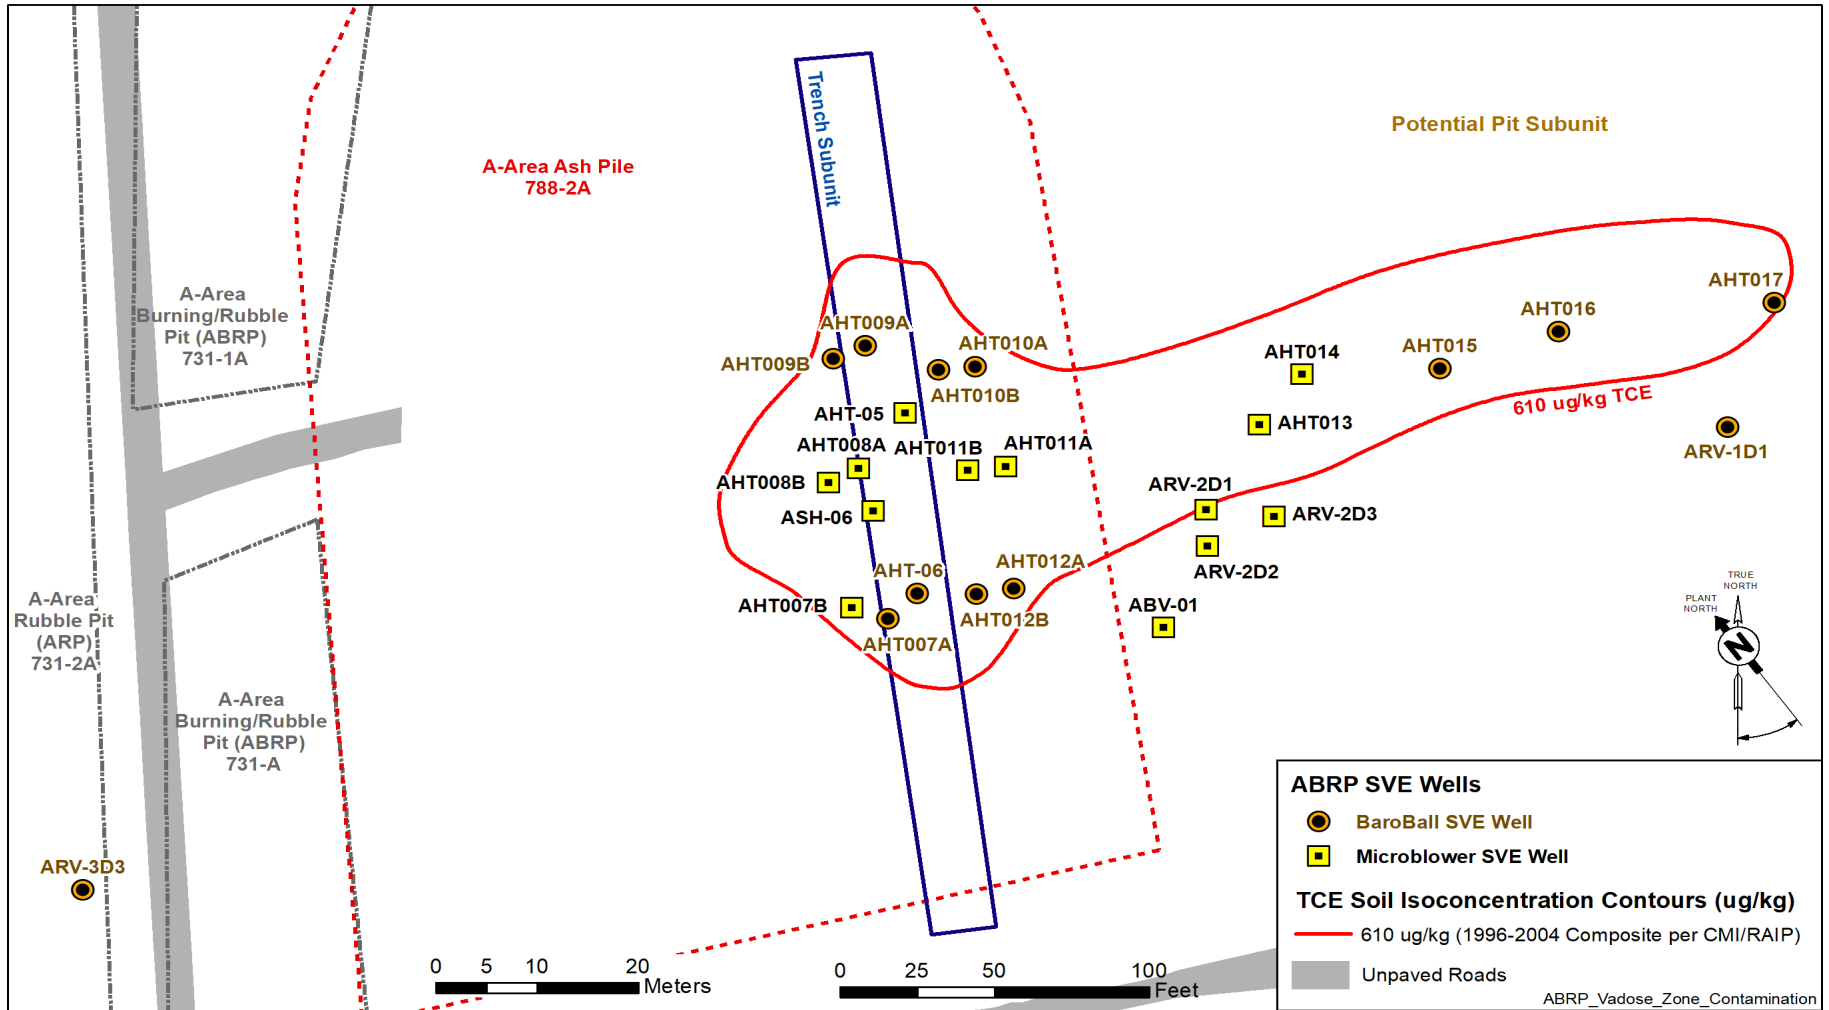 Trench Subunit
Potential Pit Subunit
A-Area Ash Pile
788-2A
A-Area
Burning/Rubble
Pit (ABRP)
731-1A
AHT017
AHT016
AHT009A
AHT010A
AHT014
AHT015
AHT009B
AHT010B
610 ug/kg TCE
AHT-05
AHT013
AHT008A
AHT011B
AHT011A
ARV-1D1
AHT008B
ARV-2D1
ASH-06
ARV-2D3
AHT-06
AHT012A
ARV-2D2
AHT007B
AHT012B
ABV-01
AHT007A
A-Area
Rubble Pit
(ARP)
731-2A
TRUE
NORTH
PLANT
NORTH
N
A-Area
Burning/Rubble
Pit (ABRP)
731-A
ARV-3D3
0 5 10 20
Meters
0 25 50 100
Feet
ABRP SVE Wells
BaroBall SVE Well
Microblower SVE Well
TCE Soil Isoconcentration Contours (ug/kg)
610 ug/kg (1996-2004 Composite per CMI/RAIP)
Unpaved Roads
ABRP_Vadose_Zone_Contamination